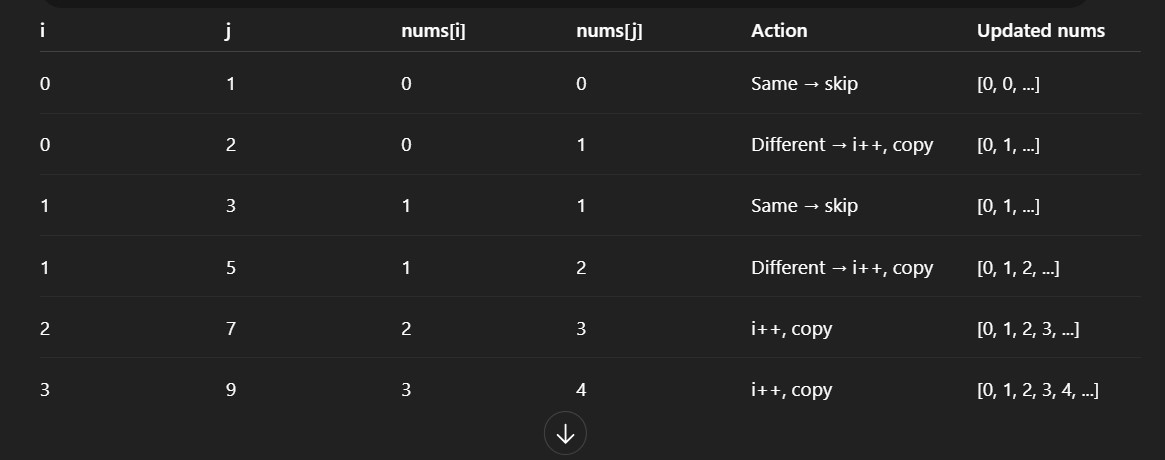 i j nums[i] nums[j] Action Updated nums
0 1 0 0 Same → skip [0, 0, ...]
0 2 0 1 Different → i++, copy [0, 1, ...]
1 3 1 1 Same → skip [0, 1, ...]
1 5 1 2 Different → i++, copy [0, 1, 2, ...]
2 7 2 3 i++, copy [0, 1, 2, 3, ...]
3 9 3 4 i++, copy [0, 1, 2, 3, 4, ...]